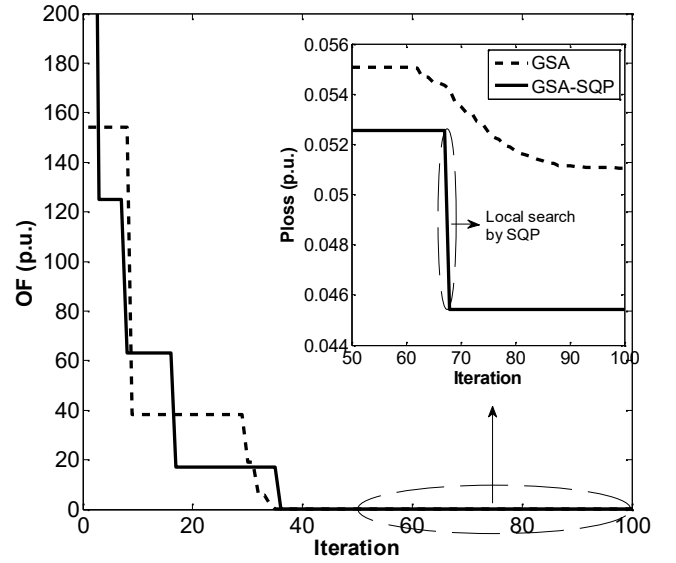 200
180
160
140
120
100
80
60
40
20
0
OF (p.u.)
0 20 40 60 80 100
Iteration
0.056
0.054
0.052
0.05
0.048
0.046
0.044
Ploss (p.u.)
50 60 70 80 90 100
Iteration
GSA
GSA-SQP
Local search
by SQP